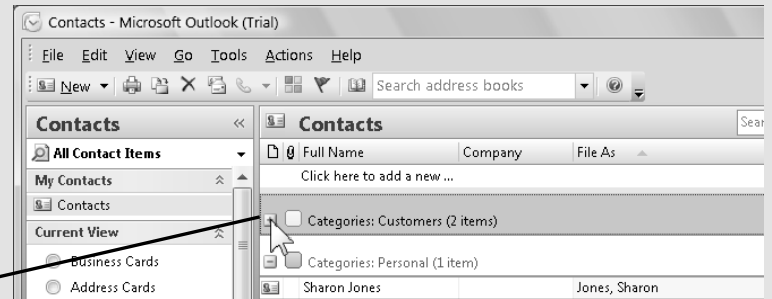 Contacts - Microsoft Outlook (Trial)
File Edit View Go Tools Actions Help
New Search address books
Contacts « Contacts Sear
All Contact Items Full Name Company File As
Click here to add a new ...
My Contacts
Contacts Categories: Customers (2 items)
Current View
Business Cards Categories: Personal (1 item)
Address Cards Sharon Jones Jones, Sharon